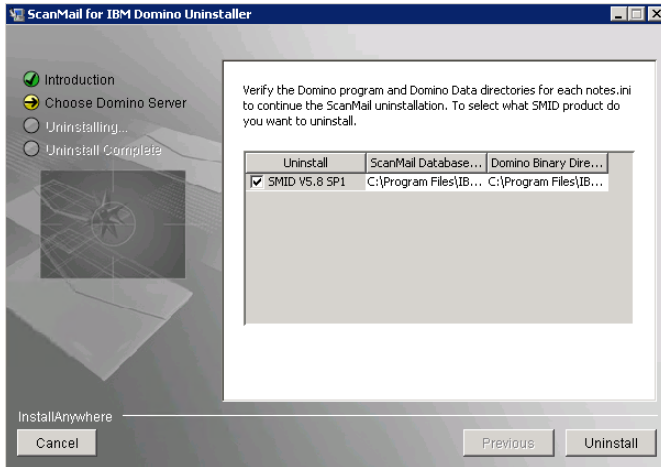 ScanMail for IBM Domino Uninstaller
Introduction
Choose Domino Server
Uninstalling...
Uninstall Complete
Verify the Domino program and Domino Data directories for each notes.ini
to continue the ScanMail uninstallation. To select what SMID product do
you want to uninstall.
Uninstall ScanMail Database... Domino Binary Dire...
SMID V5.8 SP1 C:\Program Files\IB... C:\Program Files\IB...
InstallAnywhere
Cancel Previous Uninstall